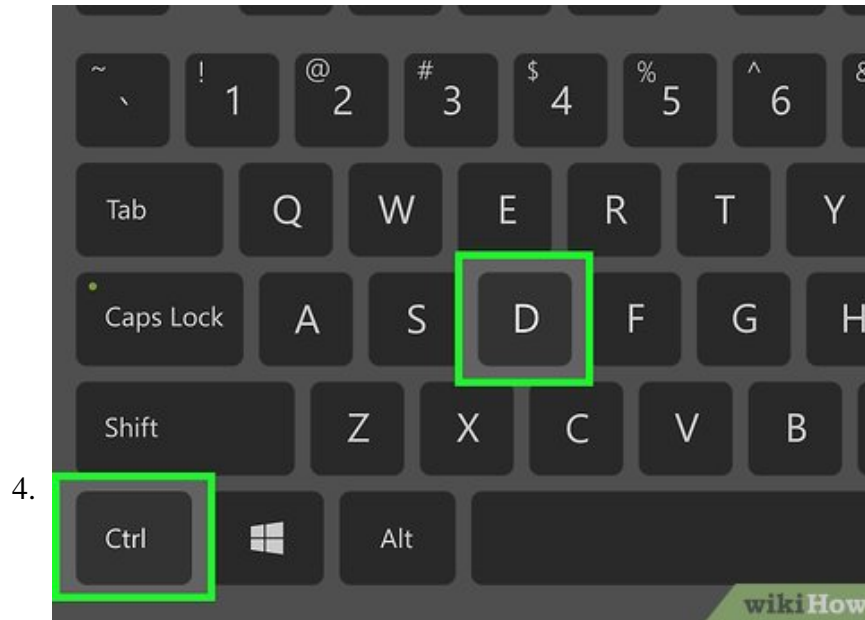 ~ ` ! 1 @ 2 # 3 $ 4 % 5 ^ 6 &
Tab Q W E R T Y
Caps Lock A S D F G H
Shift Z X C V B
4.
Ctrl Alt
wikiHow